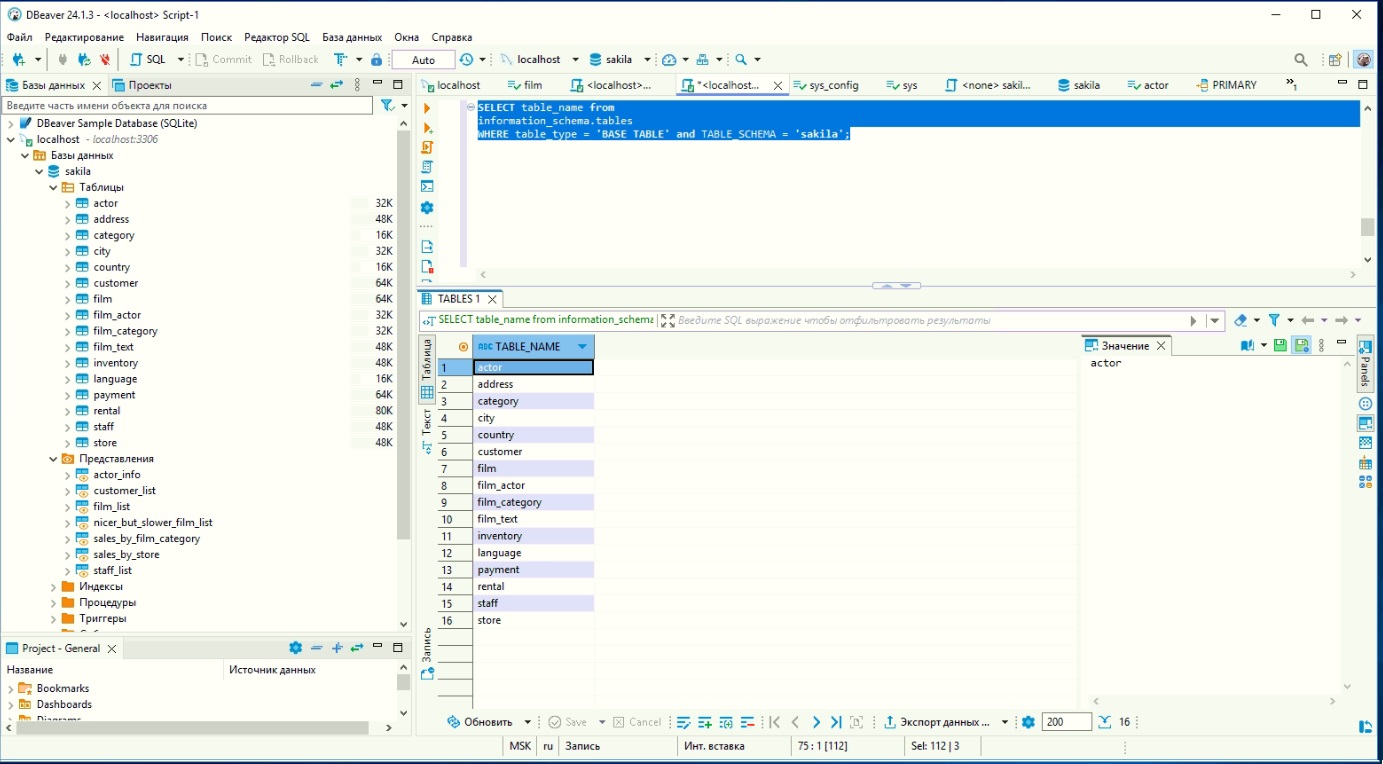 DBeaver 24.1.3 - <localhost> Script-1
Файл Редактирование Навигация Поиск Редактор SQL База данных Окна Справка
SQL Commit Rollback Auto localhost sakila
Базы данных Проекты
Введите часть имени объекта для поиска
DBeaver Sample Database (SQLite)
localhost - localhost:3306
Базы данных
sakila
Таблицы
actor 32K
address 48K
category 16K
city 32K
country 16K
customer 64K
film 64K
film_actor 32K
film_category 32K
film_text 48K
inventory 48K
language 16K
payment 64K
rental 80K
staff 48K
store 48K
Представления
actor_info
customer_list
film_list
nicer_but_slower_film_list
sales_by_film_category
sales_by_store
staff_list
Индексы
Процедуры
Триггеры
Project - General
Название Источник данных
Bookmarks
Dashboards
localhost film <localhost>... *<localhost... sys_config sys <none> sakil... sakila actor PRIMARY »1
SELECT table_name from
information_schema.tables
WHERE table_type = 'BASE TABLE' and TABLE_SCHEMA = 'sakila';
TABLES 1
SELECT table_name from information_schema Введите SQL выражение чтобы отфильтровать результаты
Таблица
Текст
Запись
ABC TABLE_NAME
1 actor
2 address
3 category
4 city
5 country
6 customer
7 film
8 film_actor
9 film_category
10 film_text
11 inventory
12 language
13 payment
14 rental
15 staff
16 store
Значение
actor
Panels
Обновить Save Cancel Экспорт данных ... 200 16
MSK ru Запись Инт. вставка 75 : 1 [112] Sel: 112 | 3